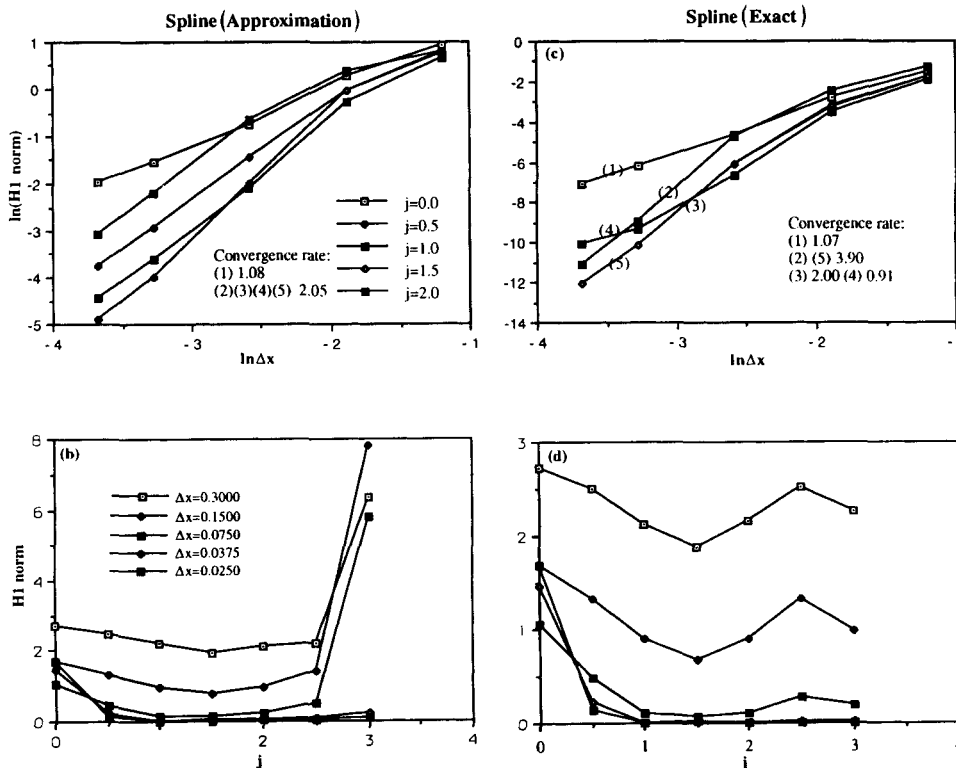 Spline (Approximation)
1
0
-1
-2
-3
-4
-5
ln(H1 norm)
-4
-3
-2
-1
lnΔx
Convergence rate:
(1) 1.08
(2)(3)(4)(5) 2.05
j=0.0
j=0.5
j=1.0
j=1.5
j=2.0
Spline (Exact)
(c)
0
-2
-4
-6
-8
-10
-12
-14
(1)
(2)
(3)
(4)
(5)
Convergence rate:
(1) 1.07
(2) (5) 3.90
(3) 2.00 (4) 0.91
-4
-3
-2
lnΔx
(b)
8
6
4
2
0
H1 norm
Δx=0.3000
Δx=0.1500
Δx=0.0750
Δx=0.0375
Δx=0.0250
0
1
2
3
4
j
(d)
3
2
1
0
0
1
2
3
j